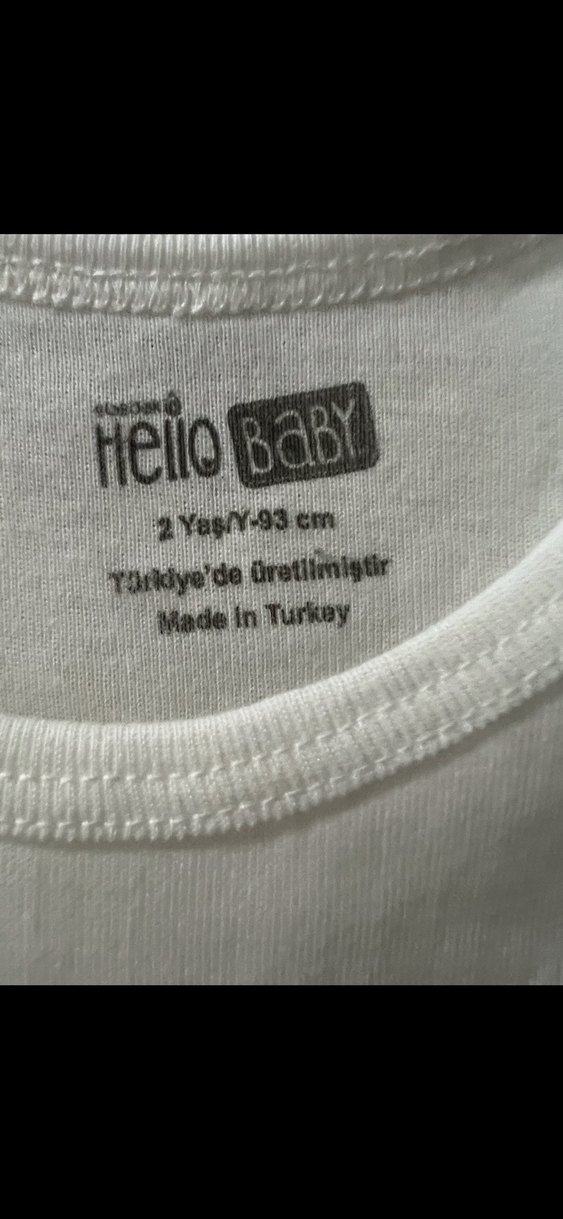 Hello BaBY
2 Yaş/Y-93 cm
Türkiye'de üretilmiştir
Made in Turkey